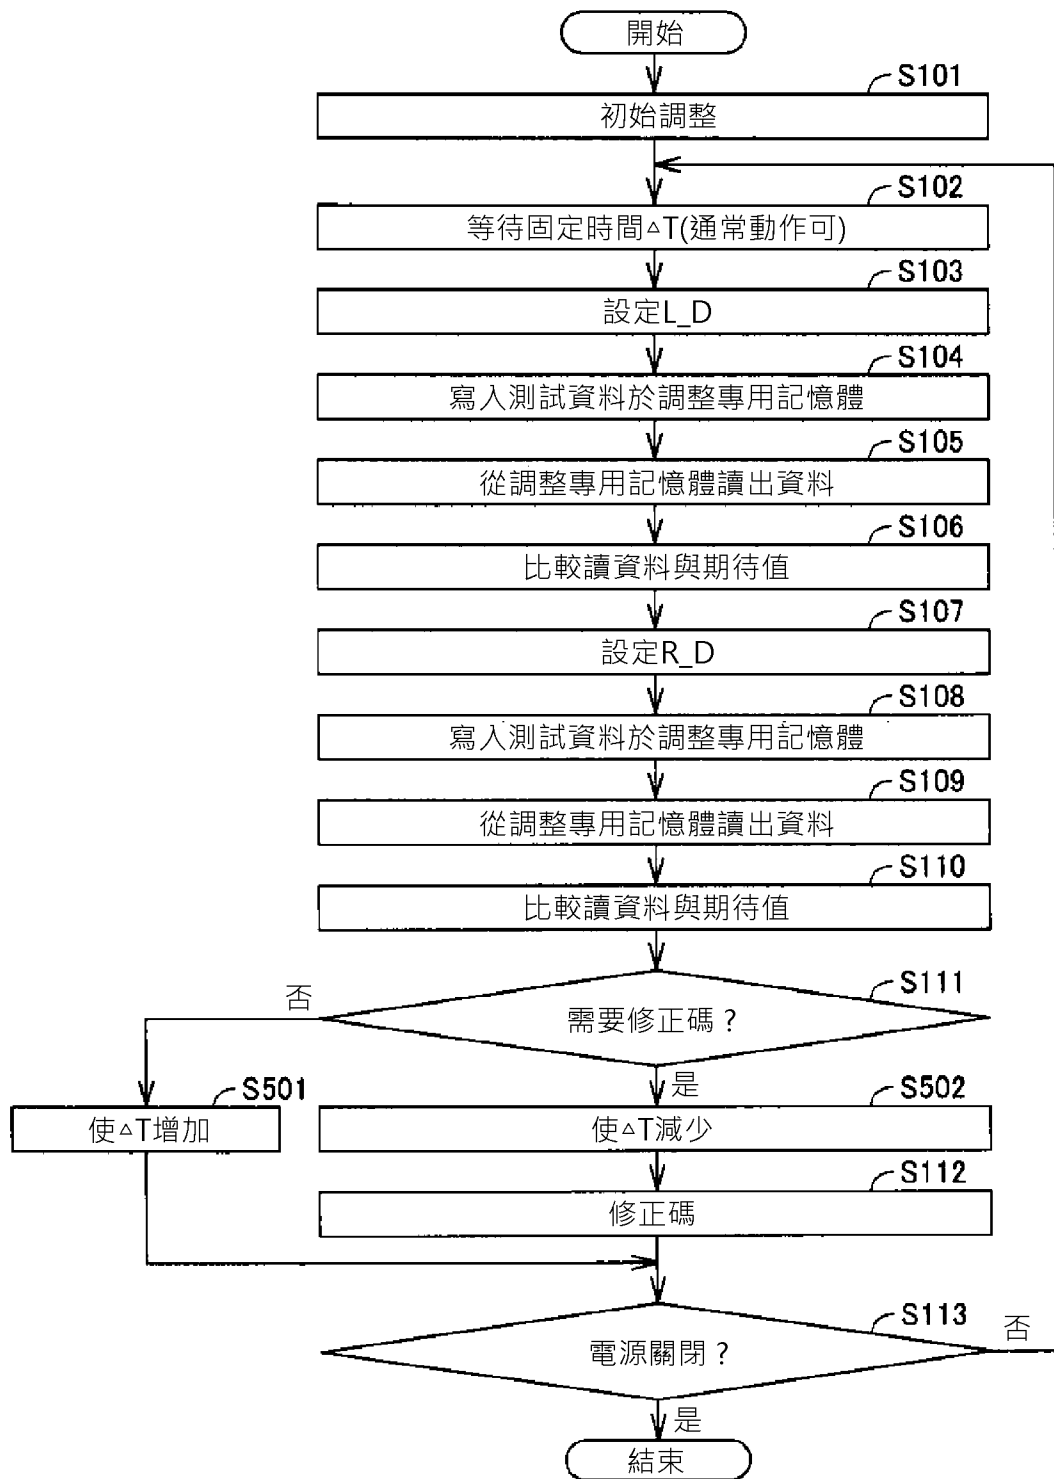 開始
S101
初始調整
S102
等待固定時間△T(通常動作可)
S103
設定L_D
S104
寫入測試資料於調整專用記憶體
S105
從調整專用記憶體讀出資料
S106
比較讀資料與期待值
S107
設定R_D
S108
寫入測試資料於調整專用記憶體
S109
從調整專用記憶體讀出資料
S110
比較讀資料與期待值
S111
否
需要修正碼？
是
S501
使△T增加
S502
使△T減少
S112
修正碼
S113
否
電源關閉？
是
結束